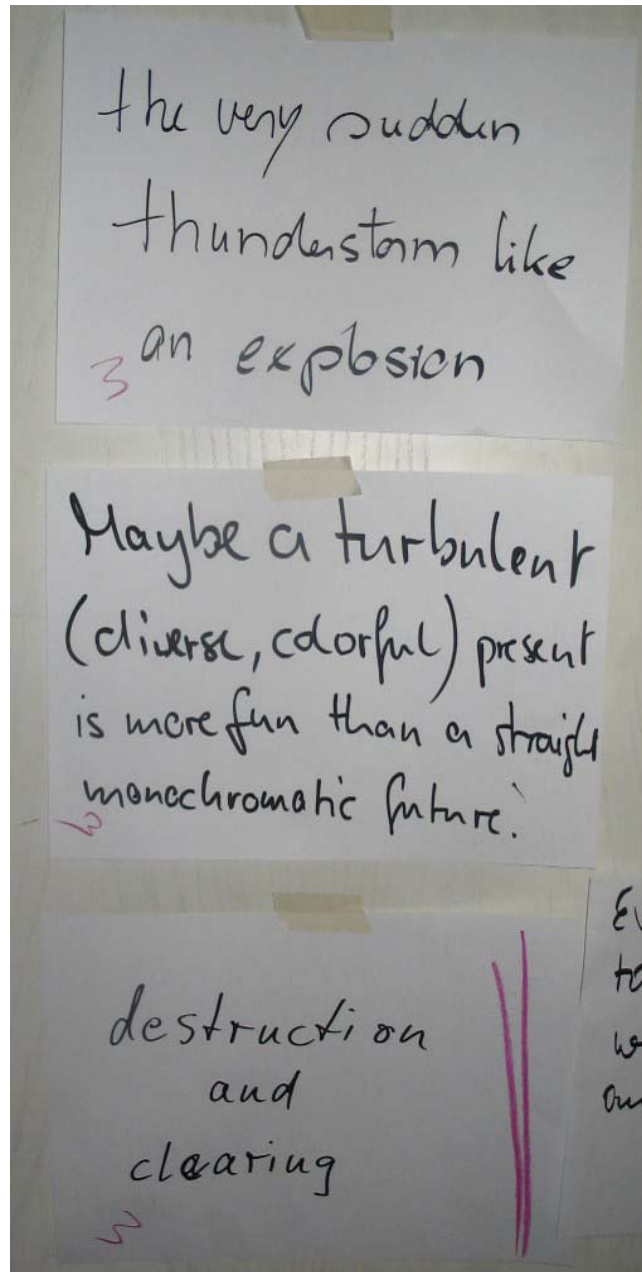 the very sudden
thunderstorm like
an explosion
3
Maybe a turbulent
(diverse, colorful) present
is more fun than a straight
monochromatic future.
destruction
and
clearing